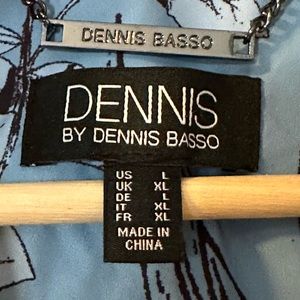 DENNIS BASSO
DENNIS
BY DENNIS BASSO
US L
UK XL
DE L
IT XL
FR XL
MADE IN
CHINA